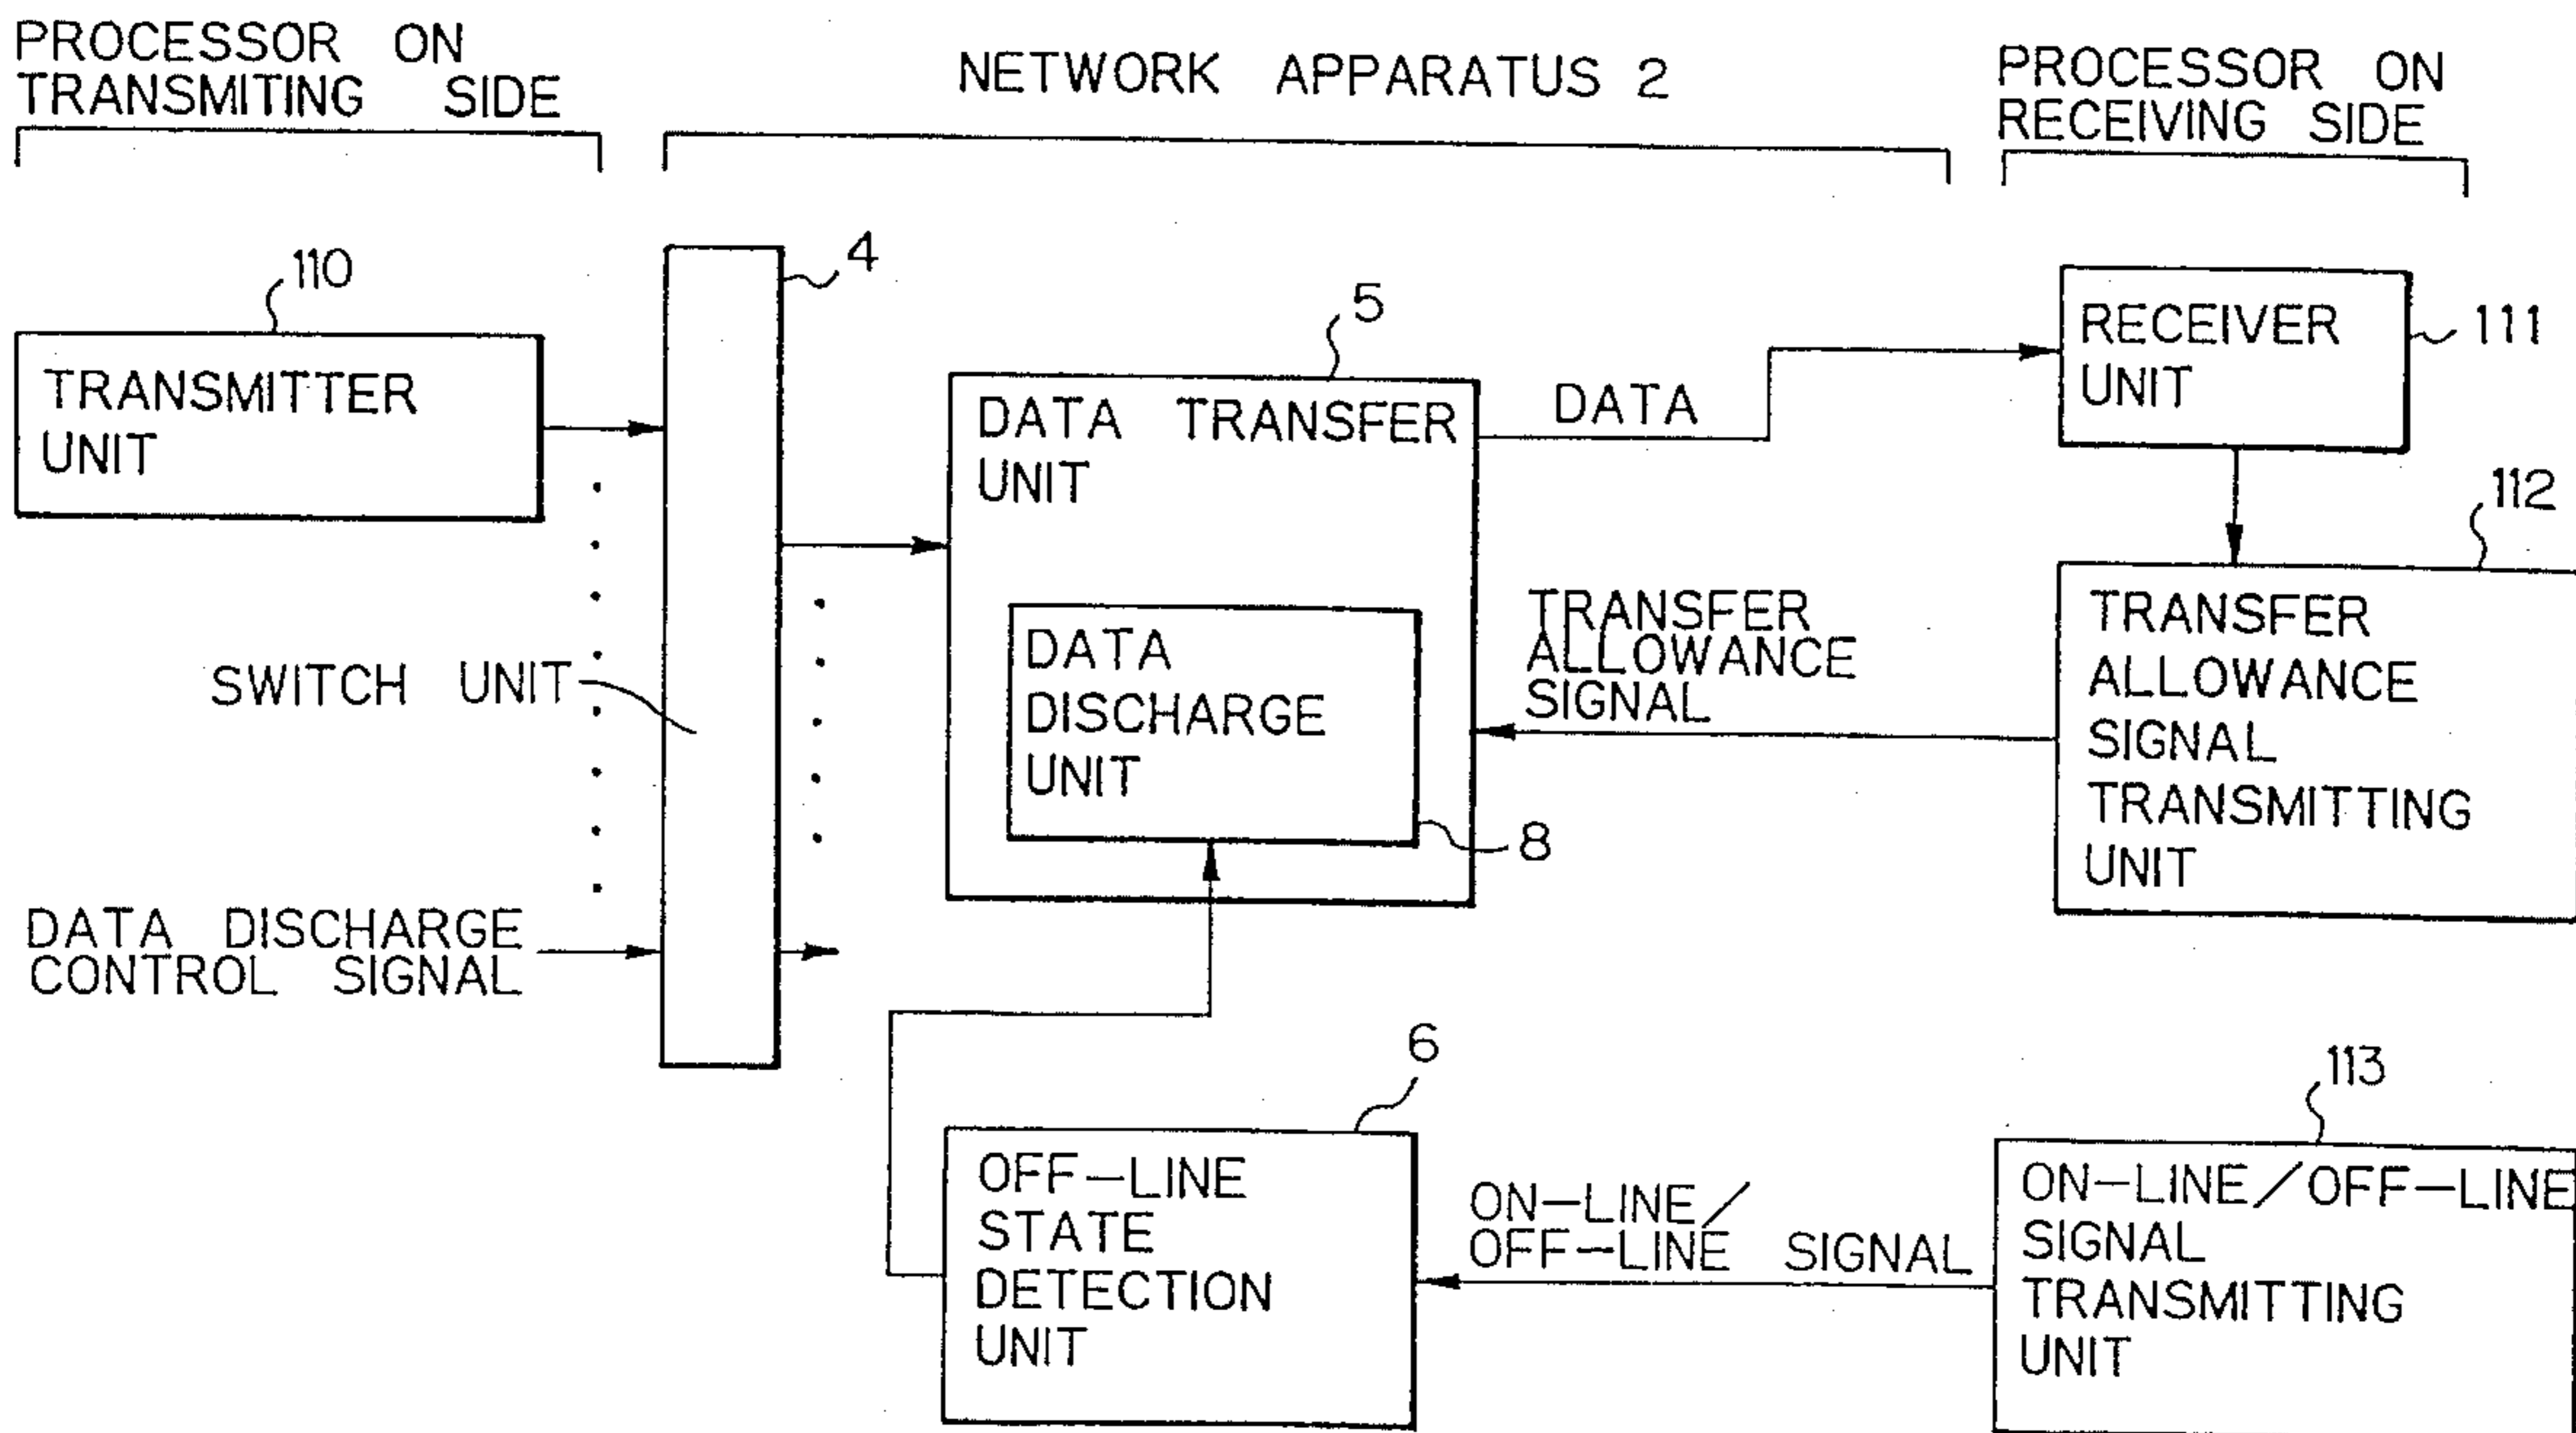 PROCESSOR ON
TRANSMITING SIDE
NETWORK APPARATUS 2
PROCESSOR ON
RECEIVING SIDE
110
4
5
111
112
TRANSMITTER
UNIT
DATA TRANSFER
UNIT
DATA
RECEIVER
UNIT
SWITCH UNIT
DATA
DISCHARGE
UNIT
8
TRANSFER
ALLOWANCE
SIGNAL
TRANSFER
ALLOWANCE
SIGNAL
TRANSMITTING
UNIT
DATA DISCHARGE
CONTROL SIGNAL
6
113
OFF-LINE
STATE
DETECTION
UNIT
ON-LINE/
OFF-LINE SIGNAL
ON-LINE/OFF-LINE
SIGNAL
TRANSMITTING
UNIT